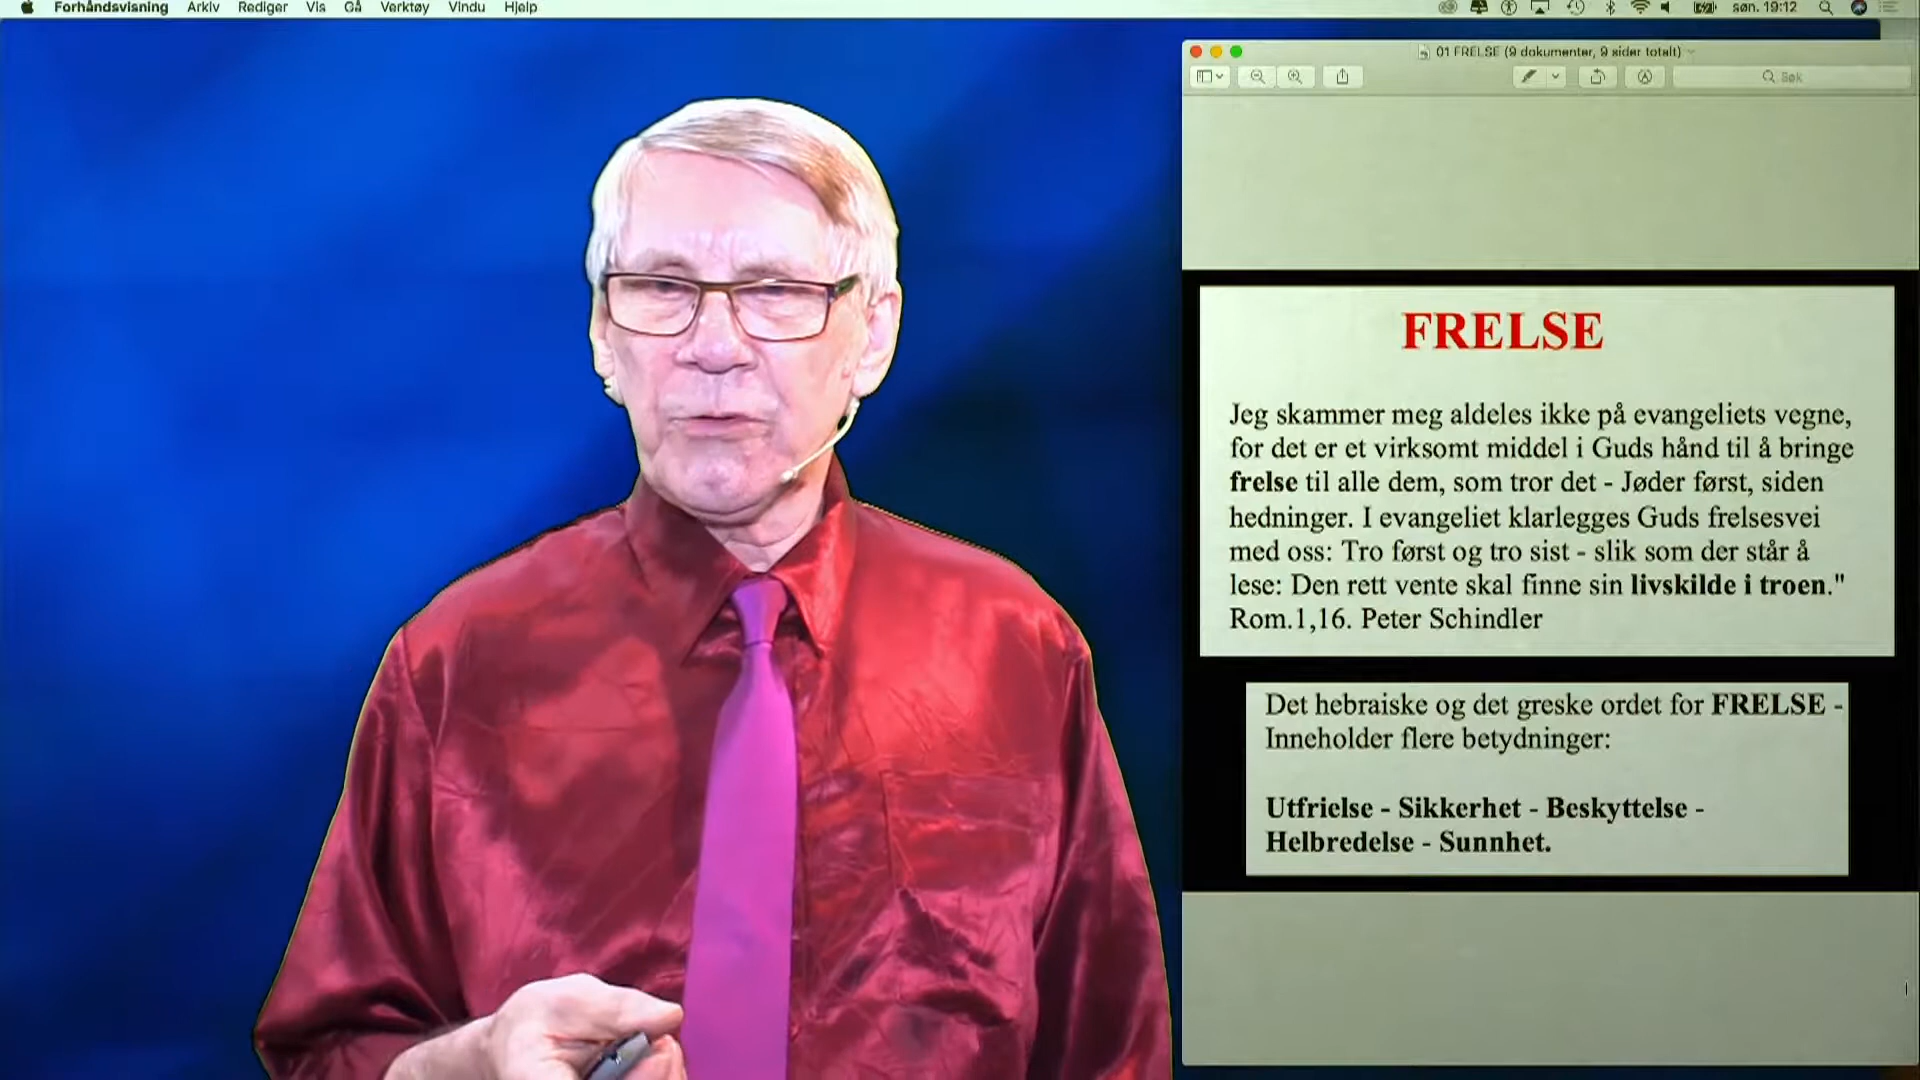 Forhåndsvisning Arkiv Rediger Vis Gå Verktøy Vindu Hjelp søn. 19:12
01 FRELSE (9 dokumenter, 9 sider totalt)
Søk
FRELSE
Jeg skammer meg aldeles ikke på evangeliets vegne,
for det er et virksomt middel i Guds hånd til å bringe
frelse til alle dem, som tror det - Jøder først, siden
hedninger. I evangeliet klarlegges Guds frelsesvei
med oss: Tro først og tro sist - slik som der står å
lese: Den rett vente skal finne sin livskilde i troen."
Rom.1,16. Peter Schindler
Det hebraiske og det greske ordet for FRELSE -
Inneholder flere betydninger:
Utfrielse - Sikkerhet - Beskyttelse -
Helbredelse - Sunnhet.